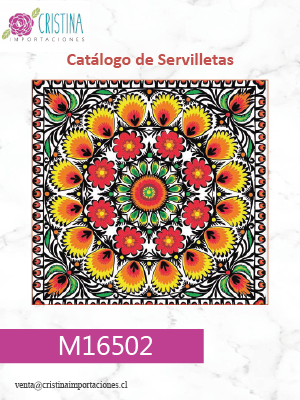 CRISTINA
IMPORTACIONES
Catálogo de Servilletas
M16502
venta@cristinaimportaciones.cl